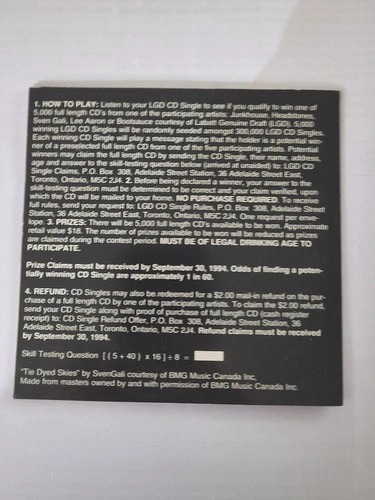 1. HOW TO PLAY: Listen to your LGD CD Single to see if you qualify to win one of
5,000 full length CD's from one of the participating artists: Junkhouse, Headstones,
Sven Gali, Lee Aaron or Bootsauce courtesy of Labatt Genuine Draft (LGD). 5,000
winning LGD CD Singles will be randomly seeded amongst 300,000 LGD CD Singles.
Each winning CD Single will play a message stating that the holder is a potential win-
ner of a preselected full length CD from one of the five participating artists. Potential
winners may claim the full length CD by sending the CD Single, their name, address,
age and answer to the skill-testing question below (arrived at unaided) to: LGD CD
Single Claims, P.O. Box 308, Adelaide Street Station, 36 Adelaide Street East,
Toronto, Ontario, M5C 2J4. 2. Before being declared a winner, your answer to the
skill-testing question must be determined to be correct and your claim verified, upon
which the CD will be mailed to your home. NO PURCHASE REQUIRED. To receive
full rules, send your request to: LGD CD Single Rules, P.O. Box 308, Adelaide Street
Station, 36 Adelaide Street East, Toronto, Ontario, M5C 2J4. One request per enve-
lope. 3. PRIZES: There will be 5,000 full length CD's available to be won. Approximate
retail value $18. The number of prizes available to be won will be reduced as prizes
are claimed during the contest period. MUST BE OF LEGAL DRINKING AGE TO
PARTICIPATE.
Prize Claims must be received by September 30, 1994. Odds of finding a poten-
tially winning CD Single are approximately 1 in 60.
4. REFUND: CD Singles may also be redeemed for a $2.00 mail-in refund on the pur-
chase of a full length CD by one of the participating artists. To claim the $2.00 refund,
send your CD Single along with proof of purchase of full length CD (cash register
receipt) to: CD Single Refund Offer, P.O. Box 308, Adelaide Street Station, 36
Adelaide Street East, Toronto, Ontario, M5C 2J4. Refund claims must be received
by September 30, 1994.
Skill Testing Question [ ( 5 + 40 ) x 16 ] ÷ 8 =
"Tie Dyed Skies" by SvenGali courtesy of BMG Music Canada Inc.
Made from masters owned by and with permission of BMG Music Canada Inc.